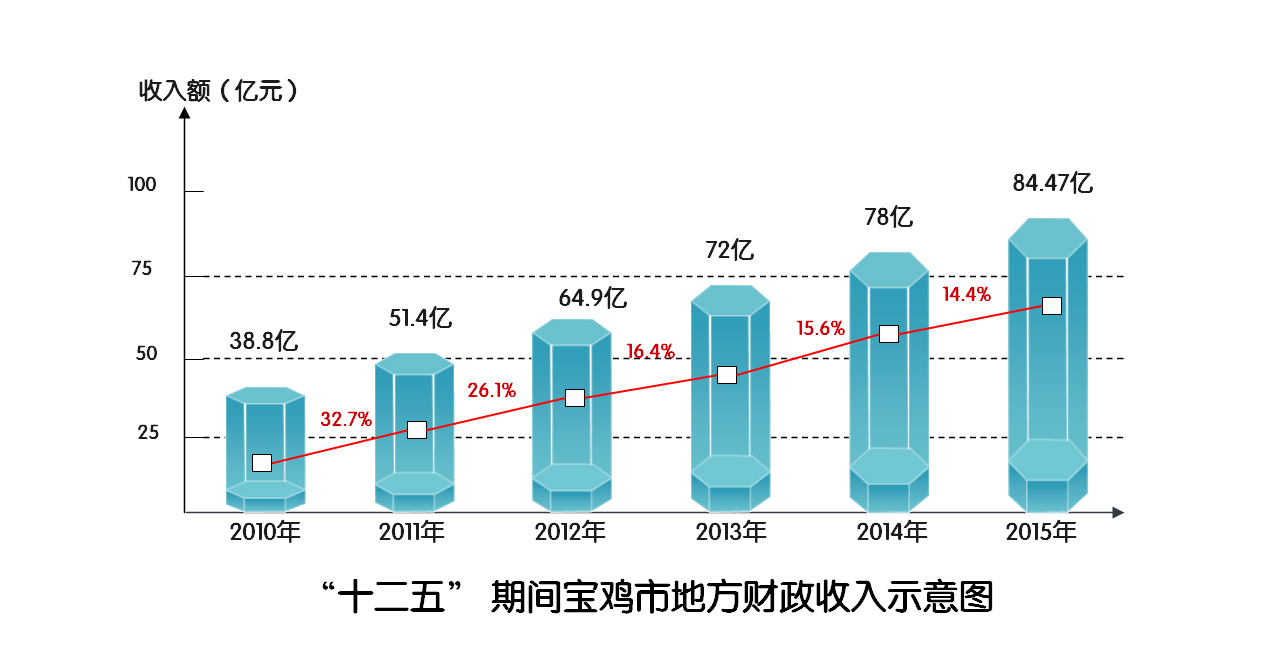 收入额（亿元）
100
84.47亿
78亿
72亿
75
14.4%
64.9亿
51.4亿
15.6%
38.8亿
50
16.4%
26.1%
32.7%
25
2010年 2011年 2012年 2013年 2014年 2015年
“十二五” 期间宝鸡市地方财政收入示意图